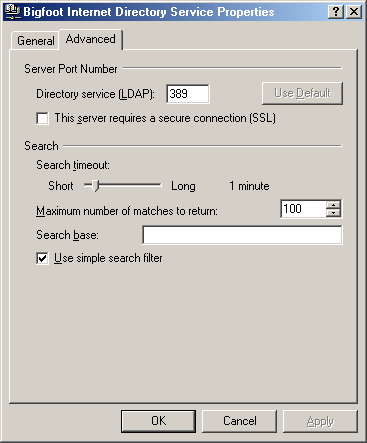 Bigfoot Internet Directory Service Properties
General Advanced
Server Port Number
Directory service (LDAP): 389 Use Default
This server requires a secure connection (SSL)
Search
Search timeout:
Short Long 1 minute
Maximum number of matches to return: 100
Search base:
Use simple search filter
OK Cancel Apply